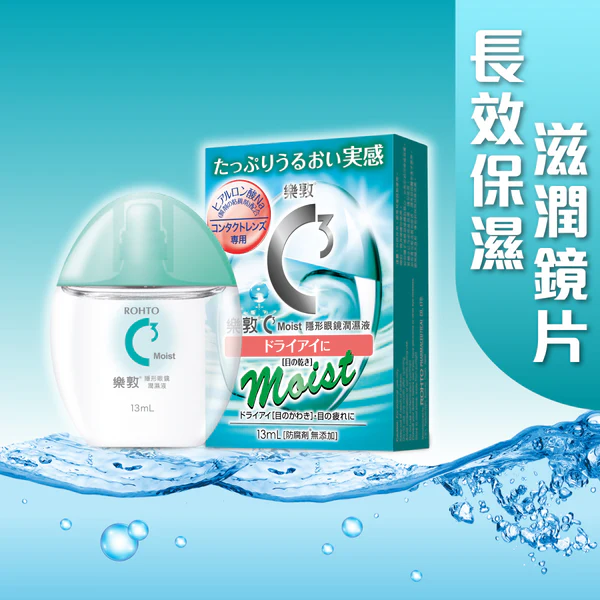 長效保濕
滋潤鏡片
たっぷりうるおい実感
ヒアルロン酸Na
コンタクトレンズ
専用
樂敦
C3
樂敦 C3 Moist 隱形眼鏡潤濕液
ドライアイに
[目の乾き]
Moist
ドライアイ[目のかわき]・目の疲れに
13mL [防腐劑 無添加]
ROHTO
C3
Moist
樂敦® 隱形眼鏡
潤濕液
13mL